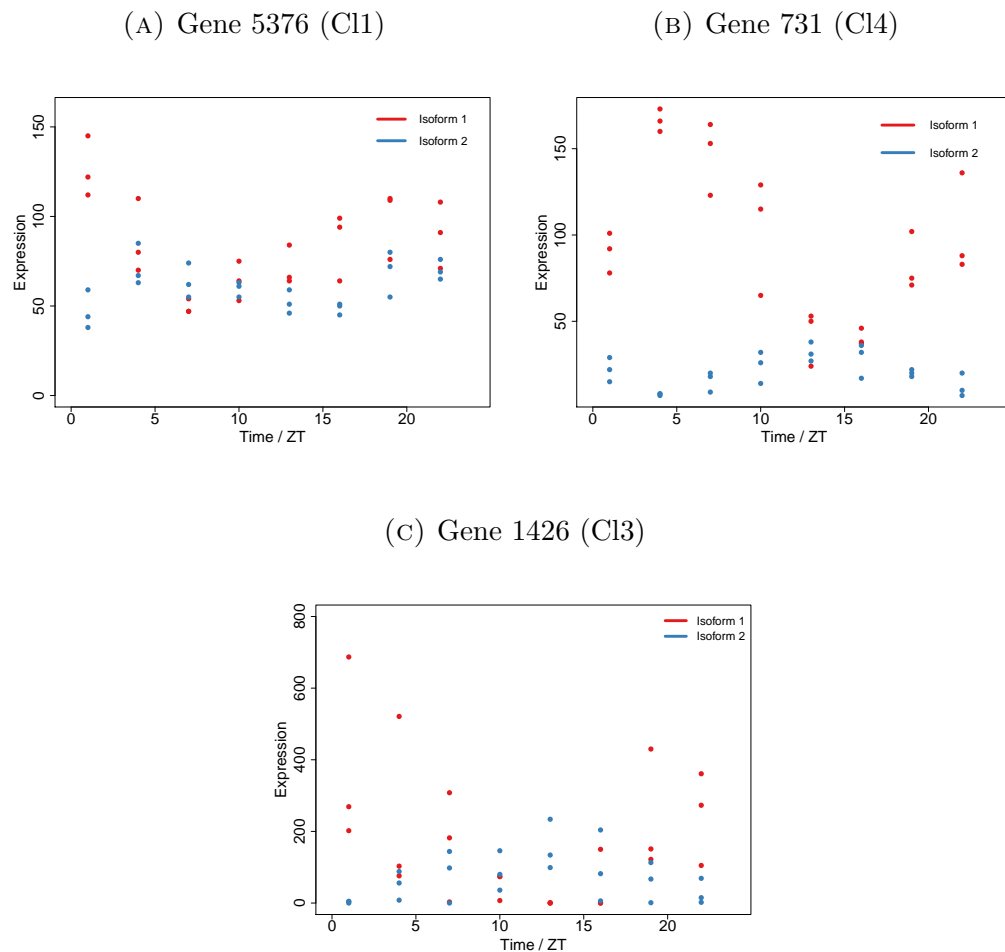 (A) Gene 5376 (Cl1)
150
100
50
0
Expression
Isoform 1
Isoform 2
0 5 10 15 20
Time / ZT
(B) Gene 731 (Cl4)
150
100
50
Expression
Isoform 1
Isoform 2
0 5 10 15 20
Time / ZT
(C) Gene 1426 (Cl3)
800
600
400
200
0
Expression
Isoform 1
Isoform 2
0 5 10 15 20
Time / ZT